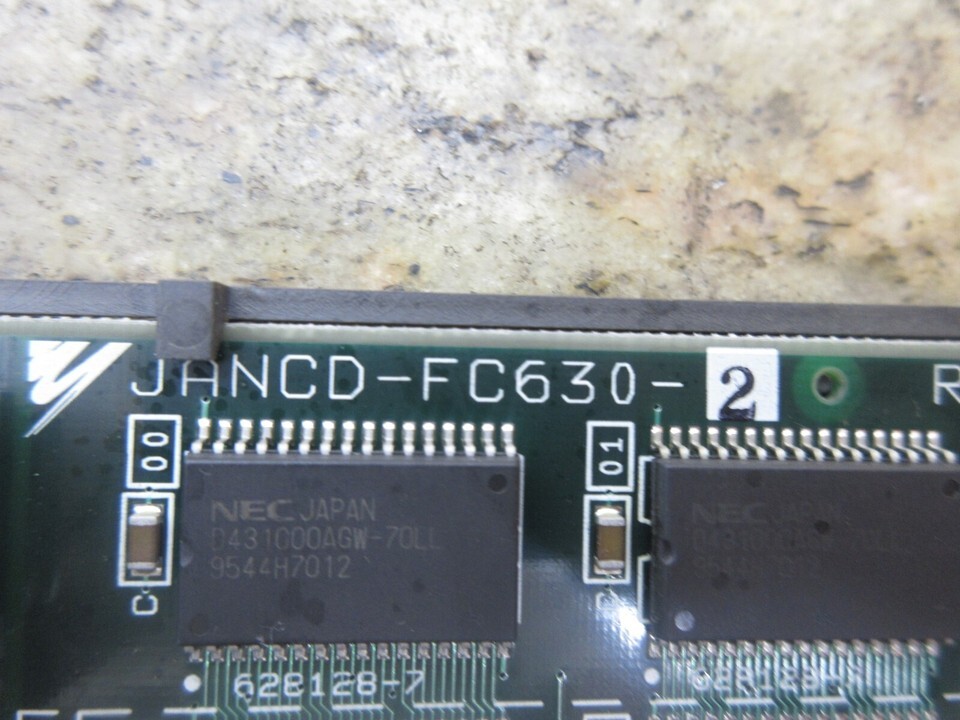 JANCD-FC630-2 R
00
01
NEC JAPAN
D431000AGW-70LL
9544H7012
NEC JAPAN
C
628128-7